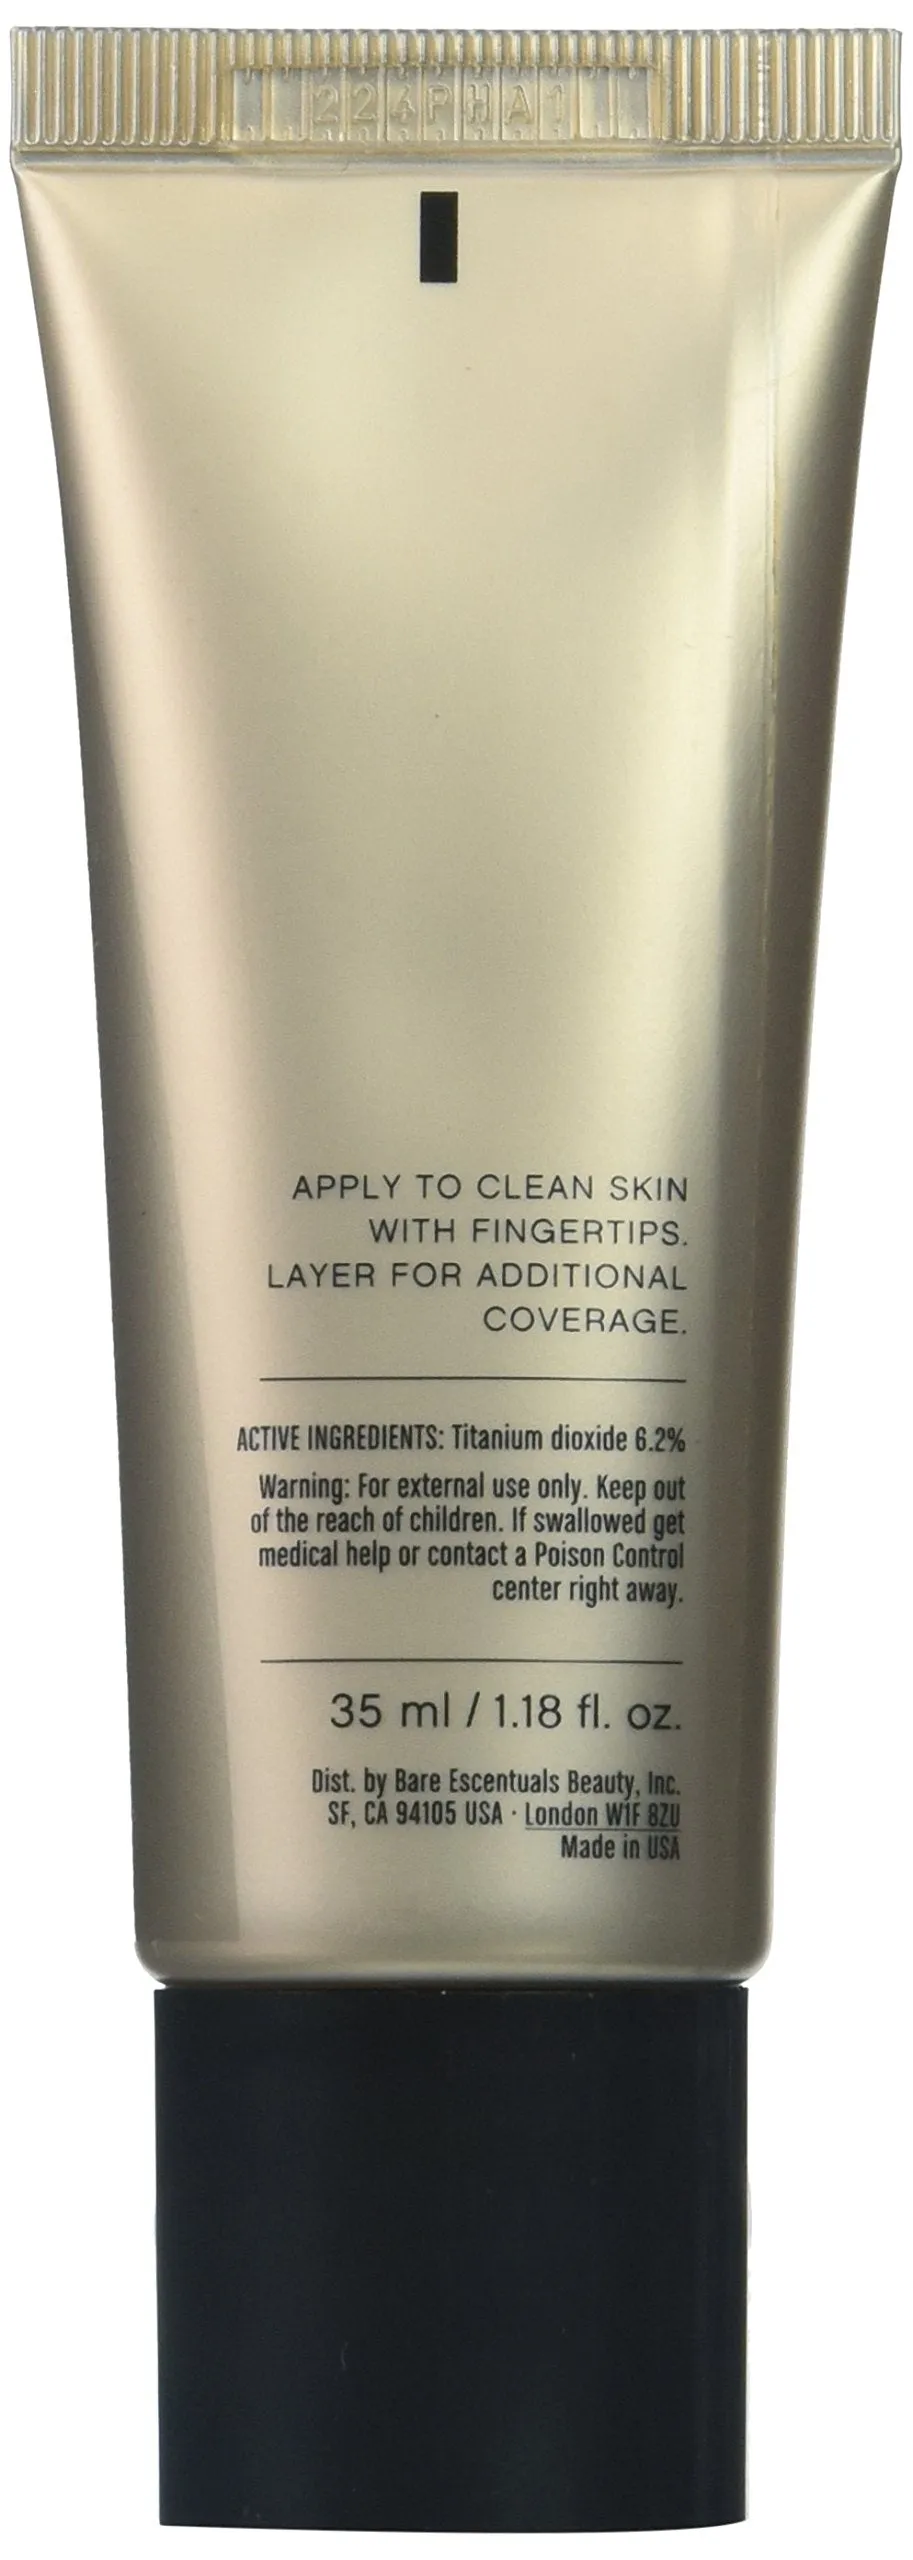 224PHA1
APPLY TO CLEAN SKIN
WITH FINGERTIPS.
LAYER FOR ADDITIONAL
COVERAGE.
ACTIVE INGREDIENTS: Titanium dioxide 6.2%
Warning: For external use only. Keep out
of the reach of children. If swallowed get
medical help or contact a Poison Control
center right away.
35 ml / 1.18 fl. oz.
Dist. by Bare Escentuals Beauty, Inc.
SF, CA 94105 USA · London W1F 8ZU
Made in USA